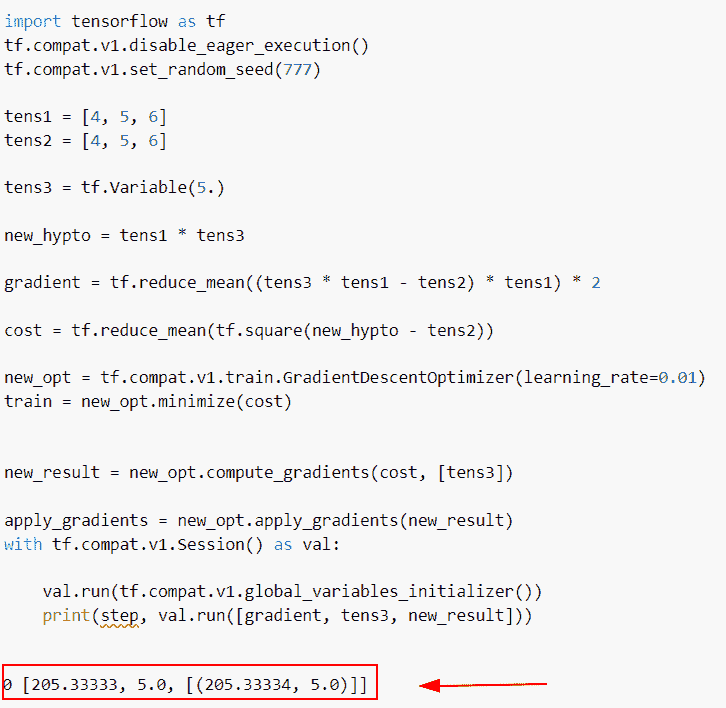 import tensorflow as tf
tf.compat.v1.disable_eager_execution()
tf.compat.v1.set_random_seed(777)
tens1 = [4, 5, 6]
tens2 = [4, 5, 6]
tens3 = tf.Variable(5.)
new_hypto = tens1 * tens3
gradient = tf.reduce_mean((tens3 * tens1 - tens2) * tens1) * 2
cost = tf.reduce_mean(tf.square(new_hypto - tens2))
new_opt = tf.compat.v1.train.GradientDescentOptimizer(learning_rate=0.01)
train = new_opt.minimize(cost)
new_result = new_opt.compute_gradients(cost, [tens3])
apply_gradients = new_opt.apply_gradients(new_result)
with tf.compat.v1.Session() as val:
    val.run(tf.compat.v1.global_variables_initializer())
    print(step, val.run([gradient, tens3, new_result]))
0 [205.33333, 5.0, [(205.33334, 5.0)]]